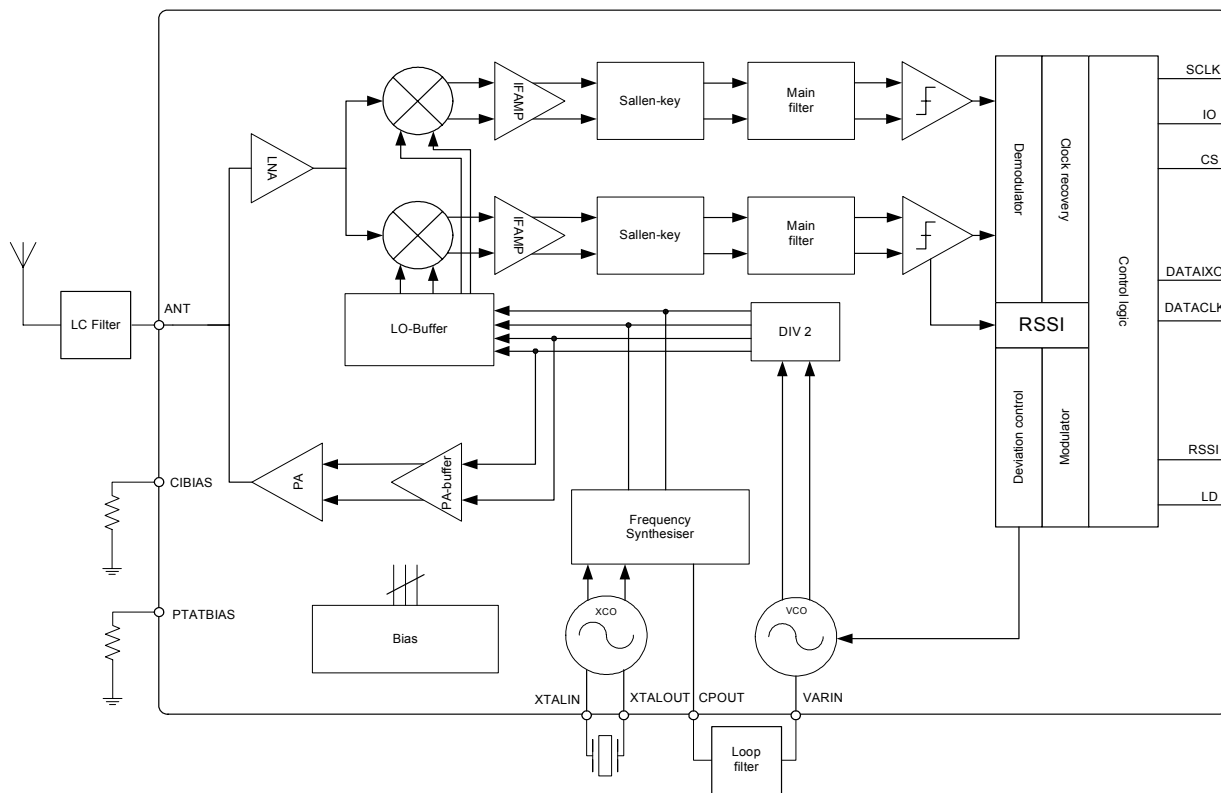 SCLK
IFAMP
Sallen-key
Main
filter
IO
LNA
Demodulator
Clock recovery
CS
IFAMP
Sallen-key
Main
filter
Control logic
DATAIXO
ANT
LC Filter
LO-Buffer
DIV 2
RSSI
DATACLK
PA
PA-buffer
Deviation control
Modulator
RSSI
CIBIAS
LD
Frequency
Synthesiser
PTATBIAS
Bias
XCO
VCO
XTALIN
XTALOUT
CPOUT
VARIN
Loop
filter